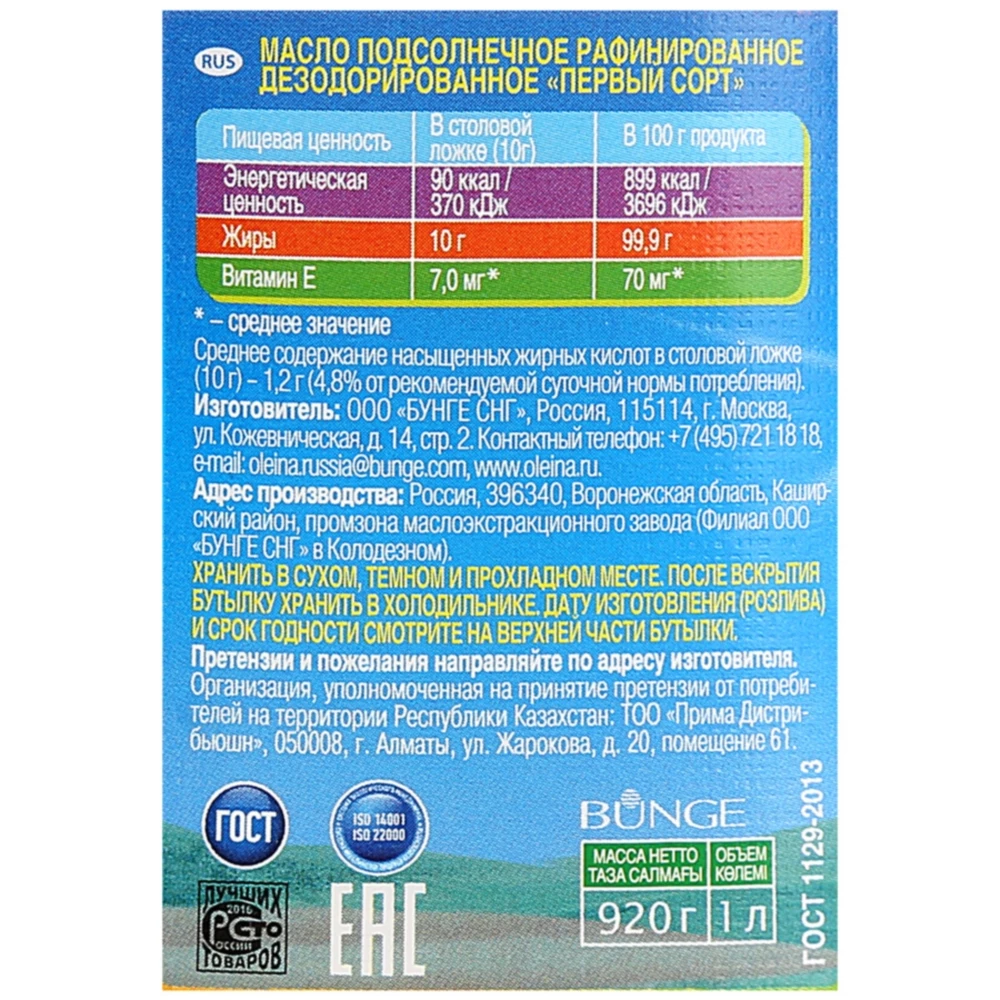 RUS
МАСЛО ПОДСОЛНЕЧНОЕ РАФИНИРОВАННОЕ
ДЕЗОДОРИРОВАННОЕ «ПЕРВЫЙ СОРТ»
Пищевая ценность
В столовой
ложке (10г)
В 100 г продукта
Энергетическая
ценность
90 ккал /
370 кДж
899 ккал /
3696 кДж
Жиры
10 г
99,9 г
Витамин Е
7,0 мг*
70 мг*
* – среднее значение
Среднее содержание насыщенных жирных кислот в столовой ложке
(10 г) – 1,2 г (4,8% от рекомендуемой суточной нормы потребления).
Изготовитель: ООО «БУНГЕ СНГ», Россия, 115114, г. Москва,
ул. Кожевническая, д. 14, стр. 2. Контактный телефон: +7 (495) 721 18 18,
e-mail: oleina.russia@bunge.com, www.oleina.ru.
Адрес производства: Россия, 396340, Воронежская область, Кашир-
ский район, промзона маслоэкстракционного завода (Филиал ООО
«БУНГЕ СНГ» в Колодезном).
ХРАНИТЬ В СУХОМ, ТЕМНОМ И ПРОХЛАДНОМ МЕСТЕ. ПОСЛЕ ВСКРЫТИЯ
БУТЫЛКУ ХРАНИТЬ В ХОЛОДИЛЬНИКЕ. ДАТУ ИЗГОТОВЛЕНИЯ (РОЗЛИВА)
И СРОК ГОДНОСТИ СМОТРИТЕ НА ВЕРХНЕЙ ЧАСТИ БУТЫЛКИ.
Претензии и пожелания направляйте по адресу изготовителя.
Организация, уполномоченная на принятие претензии от потреби-
телей на территории Республики Казахстан: ТОО «Прима Дистри-
бьюшн», 050008, г. Алматы, ул. Жарокова, д. 20, помещение 61.
ГОСТ
ISO 14001
ISO 22000
BUNGE
МАССА НЕТТО
ТАЗА САЛМАҒЫ
ОБЪЕМ
КӨЛЕМІ
920 г
1 л
ГОСТ 1129-2013
ЛУЧШИХ
2016
РОССИИ
ТОВАРОВ
EAC